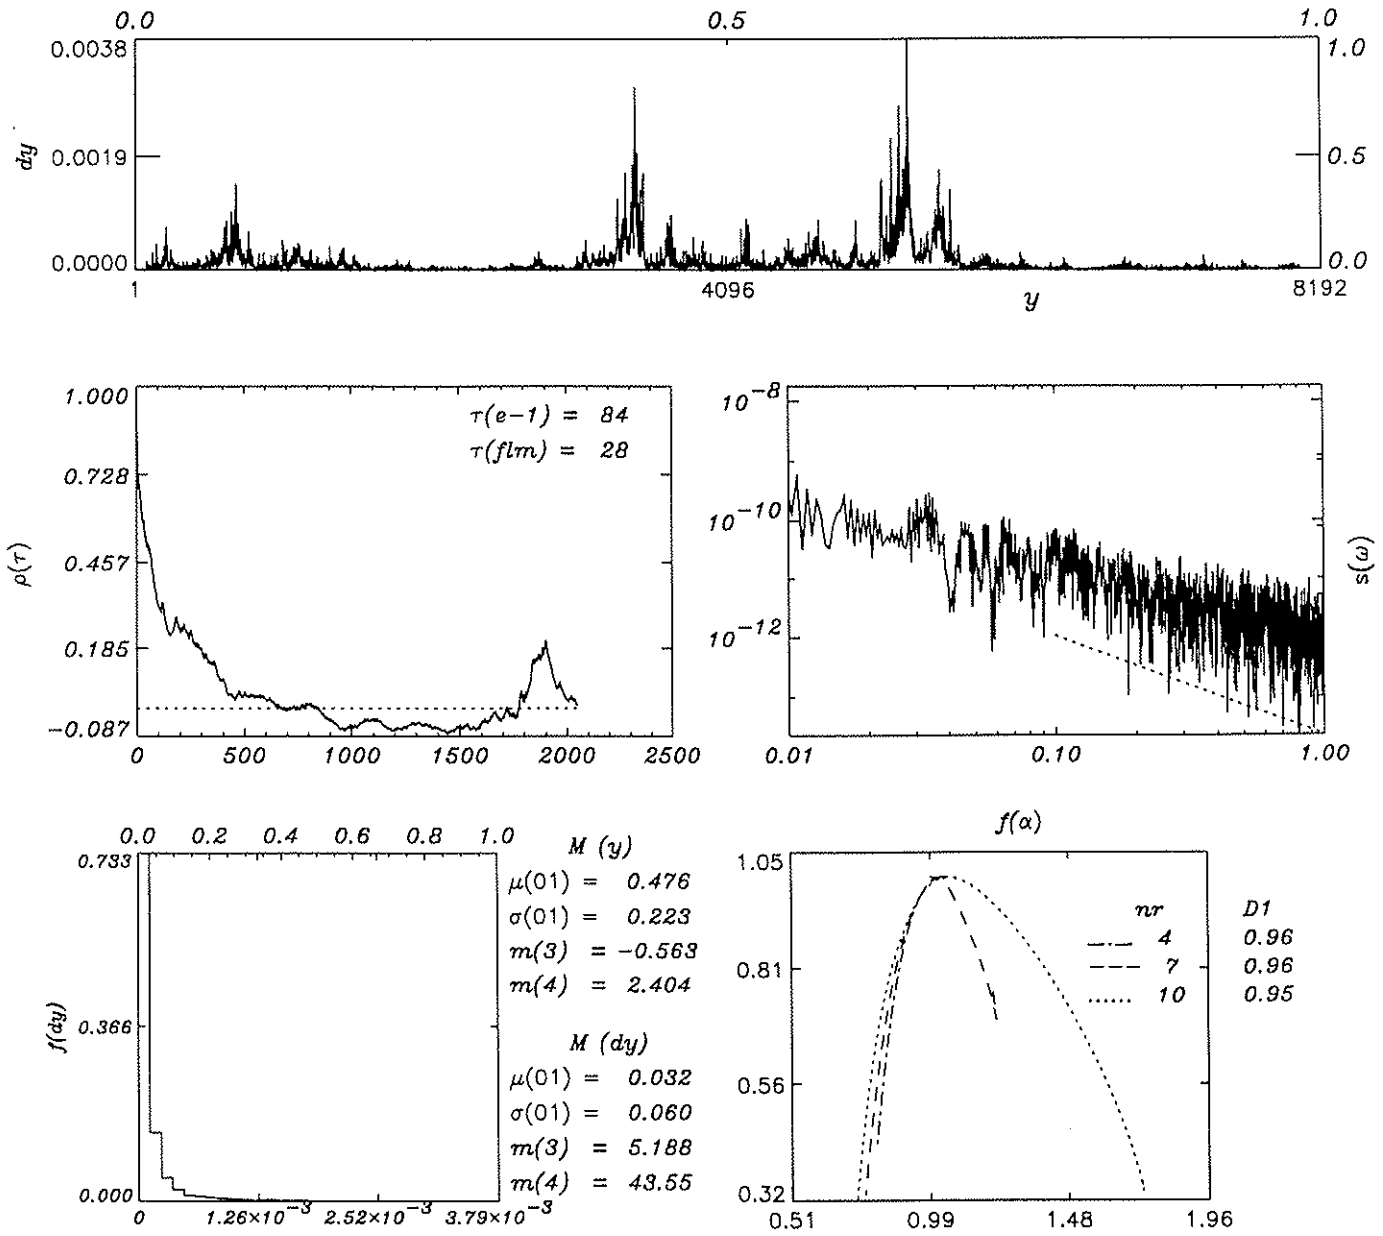 0.0 0.5 1.0
0.0038 1.0
dy 0.0019 0.5
0.0000 0.0
1 4096 y 8192
1.000 τ(e-1) = 84
τ(flm) = 28
0.728
ρ(τ) 0.457
0.185
-0.087
0 500 1000 1500 2000 2500
10⁻⁸
10⁻¹⁰
s(ω)
10⁻¹²
0.01 0.10 1.00
0.0 0.2 0.4 0.6 0.8 1.0
0.733
f(dy) 0.366
0.000
0 1.26×10⁻³ 2.52×10⁻³ 3.79×10⁻³
M (y)
μ(01) = 0.476
σ(01) = 0.223
m(3) = -0.563
m(4) = 2.404
M (dy)
μ(01) = 0.032
σ(01) = 0.060
m(3) = 5.188
m(4) = 43.55
f(α)
1.05
nr D1
4 0.96
0.81 7 0.96
10 0.95
0.56
0.32
0.51 0.99 1.48 1.96